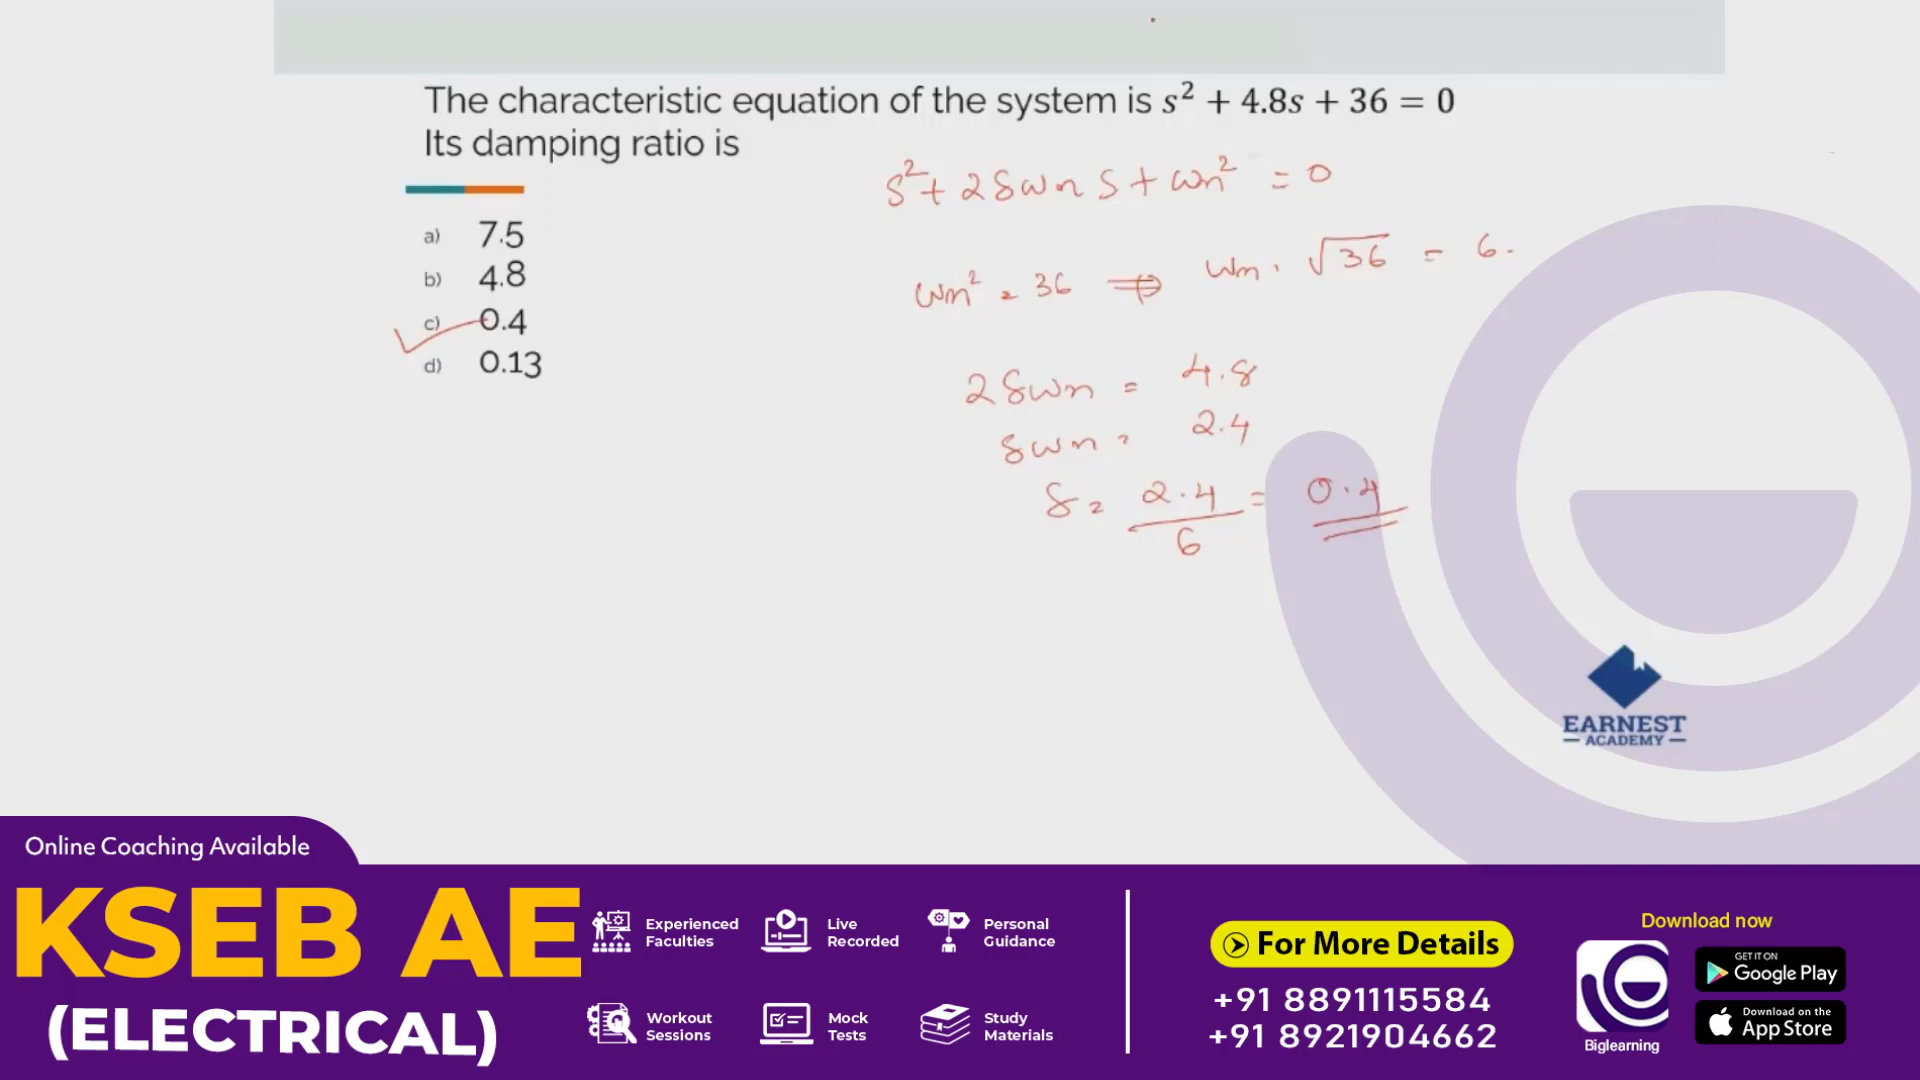 The characteristic equation of the system is s² + 4.8s + 36 = 0
Its damping ratio is
a) 7.5
b) 4.8
c) 0.4
d) 0.13
s² + 2δωn s + ωn² = 0
ωn² = 36 ⇒ ωn = √36 = 6.
2δωn = 4.8
δωn = 2.4
δ = 2.4/6 = 0.4
EARNEST
ACADEMY
Online Coaching Available
KSEB AE
(ELECTRICAL)
Experienced
Faculties
Live
Recorded
Personal
Guidance
Workout
Sessions
Mock
Tests
Study
Materials
For More Details
+91 8891115584
+91 8921904662
Download now
Biglearning
GET IT ON
Google Play
Download on the
App Store